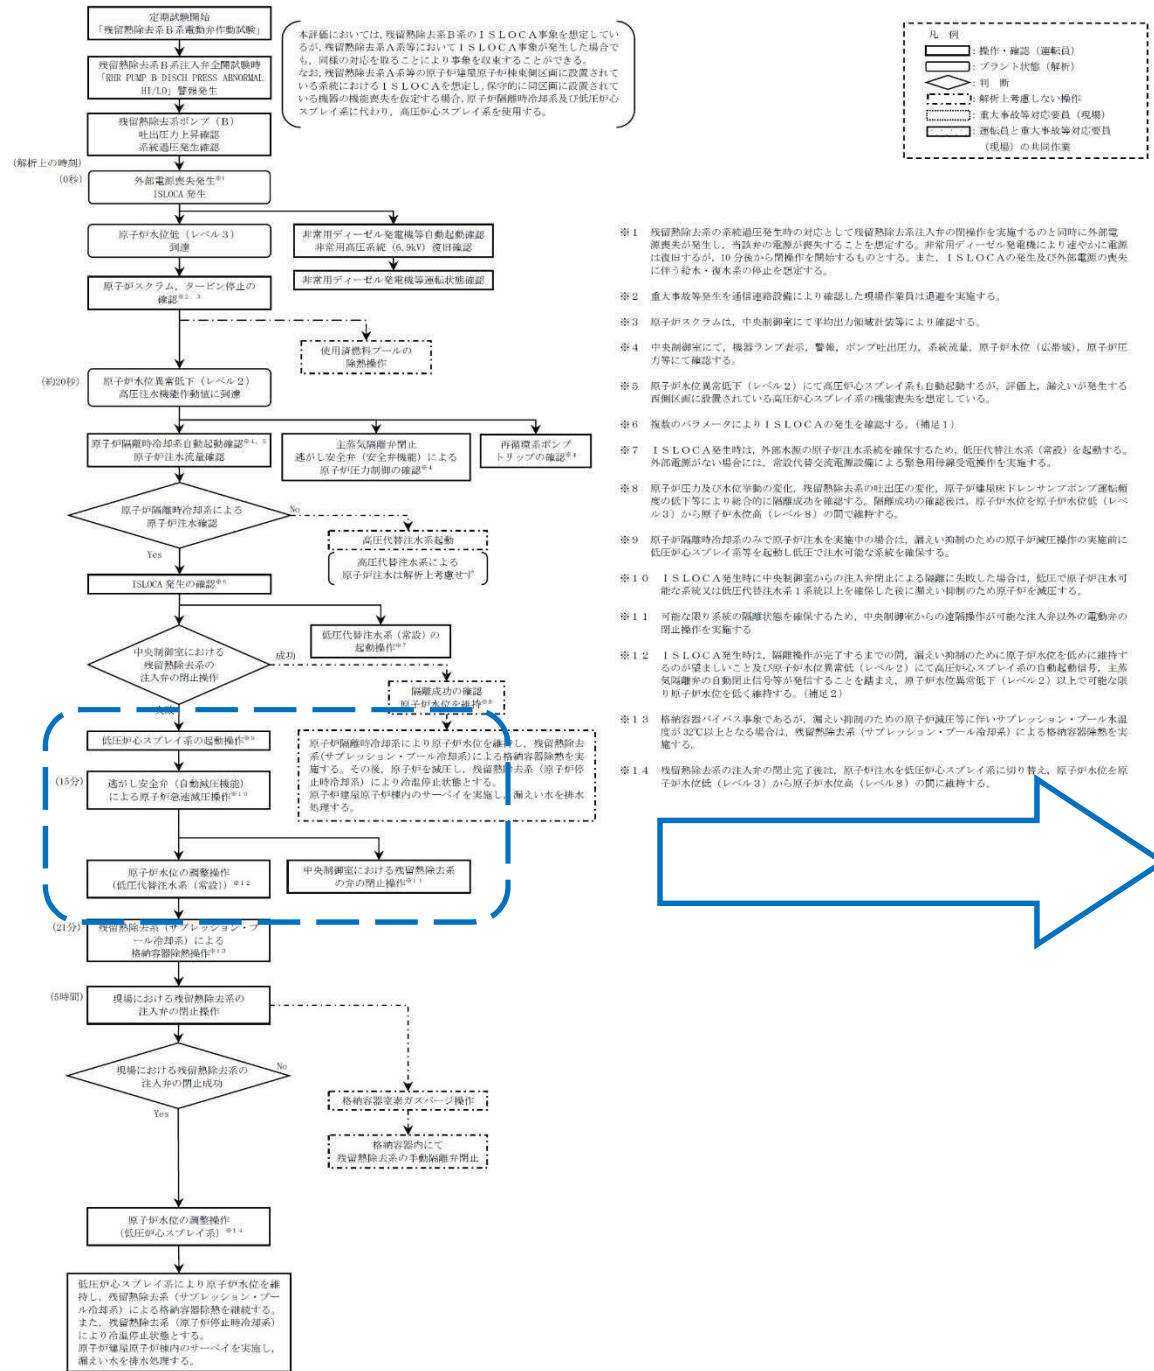 定期試験開始
「残留熱除去系B系電動弁作動試験」
残留熱除去系B系注入弁全開試験時
「RHR PUMP B DISCH PRESS ABNORMAL
HI/LO」警報発生
残留熱除去系ポンプ（B）
吐出圧力上昇確認
系統過圧発生確認
本評価においては，残留熱除去系B系のＩＳＬＯＣＡ事象を想定してい
るが，残留熱除去系A系等においてＩＳＬＯＣＡ事象が発生した場合で
も，同様の対応を取ることにより事象を収束することができる。
なお，残留熱除去系A系等の原子炉建屋原子炉棟東側区画に設置されて
いる系統におけるＩＳＬＯＣＡを想定し，保守的に同区画に設置されて
いる機器の機能喪失を仮定する場合，原子炉隔離時冷却系及び低圧炉心
スプレイ系に代わり，高圧炉心スプレイ系を使用する。
凡 例
：操作・確認（運転員）
：プラント状態（解析）
：判 断
：解析上考慮しない操作
：重大事故等対応要員（現場）
：運転員と重大事故等対応要員
（現場）の共同作業
(解析上の時刻)
(0秒)
外部電源喪失発生※1
ISLOCA 発生
原子炉水位低（レベル3）
到達
非常用ディーゼル発電機等自動起動確認
非常用高圧系統（6.9kV）復旧確認
非常用ディーゼル発電機等運転状態確認
原子炉スクラム，タービン停止の
確認※2，3
使用済燃料プールの
除熱操作
(約20秒)
原子炉水位異常低下（レベル2）
高圧注水機能作動値に到達
原子炉隔離時冷却系自動起動確認※4，5
原子炉注水流量確認
主蒸気隔離弁閉止
逃がし安全弁（安全弁機能）による
原子炉圧力制御の確認※4
再循環系ポンプ
トリップの確認※4
原子炉隔離時冷却系による
原子炉注水確認
No
Yes
高圧代替注水系起動
高圧代替注水系による
原子炉注水は解析上考慮せず
ISLOCA 発生の確認※6
低圧代替注水系（常設）の
起動操作※7
中央制御室における
残留熱除去系の
注入弁の閉止操作
成功
失敗
隔離成功の確認
原子炉水位を維持※8
低圧炉心スプレイ系の起動操作※9
原子炉隔離時冷却系により原子炉水位を維持し，残留熱除去
系(サプレッション・プール冷却系）による格納容器除熱を実
施する。その後，原子炉を減圧し，残留熱除去系（原子炉停
止時冷却系）により冷温停止状態とする。
原子炉建屋原子炉棟内のサーベイを実施し，漏えい水を排水
処理する。
(15分)
逃がし安全弁（自動減圧機能）
による原子炉急速減圧操作※10
原子炉水位の調整操作
(低圧代替注水系（常設））※12
中央制御室における残留熱除去系
の弁の閉止操作※11
(21分)
残留熱除去系（サプレッション・プ
ール冷却系）による
格納容器除熱操作※13
(5時間)
現場における残留熱除去系の
注入弁の閉止操作
現場における残留熱除去系の
注入弁の閉止成功
No
Yes
格納容器窒素ガスパージ操作
格納容器内にて
残留熱除去系の手動隔離弁閉止
原子炉水位の調整操作
(低圧炉心スプレイ系）※14
低圧炉心スプレイ系により原子炉水位を維
持し，残留熱除去系（サプレッション・プー
ル冷却系）による格納容器除熱を継続する。
また，残留熱除去系（原子炉停止時冷却系）
により冷温停止状態とする。
原子炉建屋原子炉棟内のサーベイを実施し，
漏えい水を排水処理する。
※１ 残留熱除去系の系統過圧発生時の対応として残留熱除去系注入弁の閉操作を実施するのと同時に外部電
源喪失が発生し，当該弁の電源が喪失することを想定する。非常用ディーゼル発電機により速やかに電源
は復旧するが，10 分後から閉操作を開始するものとする。また，ＩＳＬＯＣＡの発生及び外部電源の喪失
に伴う給水・復水系の停止を想定する。
※２ 重大事故等発生を通信連絡設備により確認した現場作業員は退避を実施する。
※３ 原子炉スクラムは，中央制御室にて平均出力領域計装等により確認する。
※４ 中央制御室にて，機器ランプ表示，警報，ポンプ吐出圧力，系統流量，原子炉水位（広帯域），原子炉圧
力等にて確認する。
※５ 原子炉水位異常低下（レベル２）にて高圧炉心スプレイ系も自動起動するが，評価上，漏えいが発生する
西側区画に設置されている高圧炉心スプレイ系の機能喪失を想定している。
※６ 複数のパラメータによりＩＳＬＯＣＡの発生を確認する。（補足１）
※７ ＩＳＬＯＣＡ発生時は，外部水源の原子炉注水系統を確保するため，低圧代替注水系（常設）を起動する。
外部電源がない場合には，常設代替交流電源設備による緊急用母線受電操作を実施する。
※８ 原子炉圧力及び水位挙動の変化，残留熱除去系の吐出圧の変化，原子炉建屋床ドレンサンプポンプ運転頻
度の低下等により総合的に隔離成功を確認する。隔離成功の確認後は，原子炉水位を原子炉水位低（レベ
ル３）から原子炉水位高（レベル８）の間で維持する。
※９ 原子炉隔離時冷却系のみで原子炉注水を実施中の場合は，漏えい抑制のための原子炉減圧操作の実施前に
低圧炉心スプレイ系等を起動し低圧で注水可能な系統を確保する。
※１０ ＩＳＬＯＣＡ発生時に中央制御室からの注入弁閉止による隔離に失敗した場合は，低圧で原子炉注水可
能な系統又は低圧代替注水系１系統以上を確保した後に漏えい抑制のため原子炉を減圧する。
※１１ 可能な限り系統の隔離状態を確保するため，中央制御室からの遠隔操作が可能な注入弁以外の電動弁の
閉止操作を実施する
※１２ ＩＳＬＯＣＡ発生時は，隔離操作が完了するまでの間，漏えい抑制のために原子炉水位を低めに維持す
るのが望ましいこと及び原子炉水位異常低（レベル２）にて高圧炉心スプレイ系の自動起動信号，主蒸
気隔離弁の自動閉止信号等が発信することを踏まえ，原子炉水位異常低下（レベル２）以上で可能な限
り原子炉水位を低く維持する。（補足２）
※１３ 格納容器バイパス事象であるが，漏えい抑制のための原子炉減圧等に伴いサプレッション・プール水温
度が 32℃以上となる場合は，残留熱除去系（サプレッション・プール冷却系）による格納容器除熱を実
施する。
※１４ 残留熱除去系の注入弁の閉止完了後は，原子炉注水を低圧炉心スプレイ系に切り替え，原子炉水位を原
子炉水位低（レベル３）から原子炉水位高（レベル８）の間に維持する。